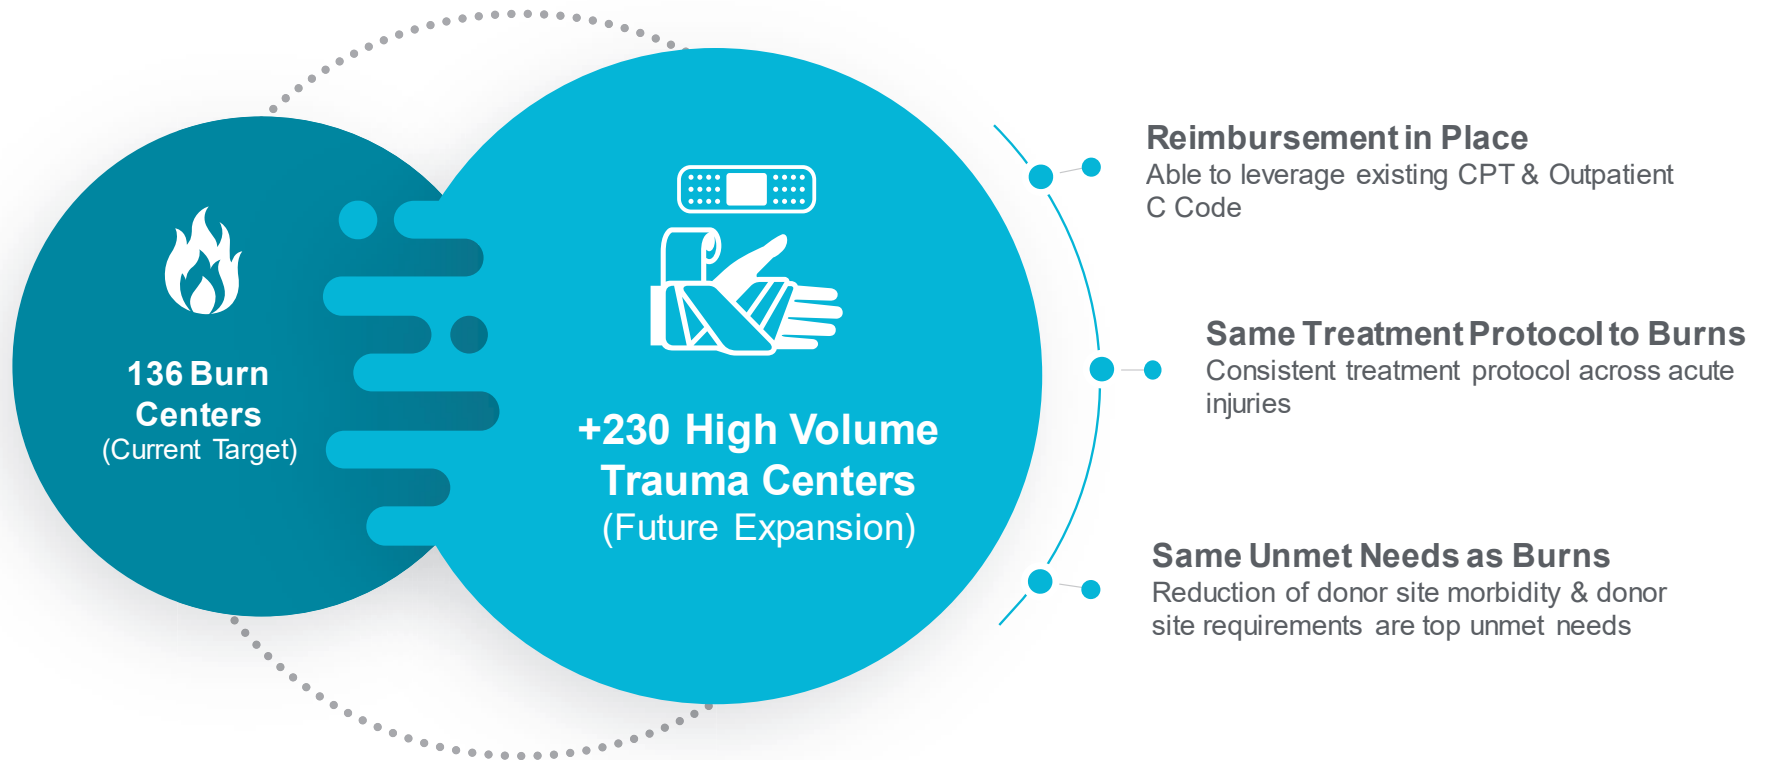 136 Burn
Centers
(Current Target)
+230 High Volume
Trauma Centers
(Future Expansion)
Reimbursement in Place
Able to leverage existing CPT & Outpatient
C Code
Same Treatment Protocol to Burns
Consistent treatment protocol across acute
injuries
Same Unmet Needs as Burns
Reduction of donor site morbidity & donor
site requirements are top unmet needs